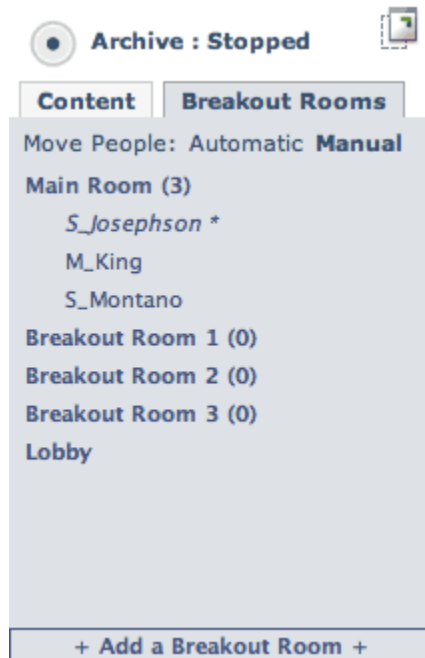 Archive : Stopped
Content Breakout Rooms
Move People: Automatic Manual
Main Room (3)
S_Josephson *
M_King
S_Montano
Breakout Room 1 (0)
Breakout Room 2 (0)
Breakout Room 3 (0)
Lobby
+ Add a Breakout Room +